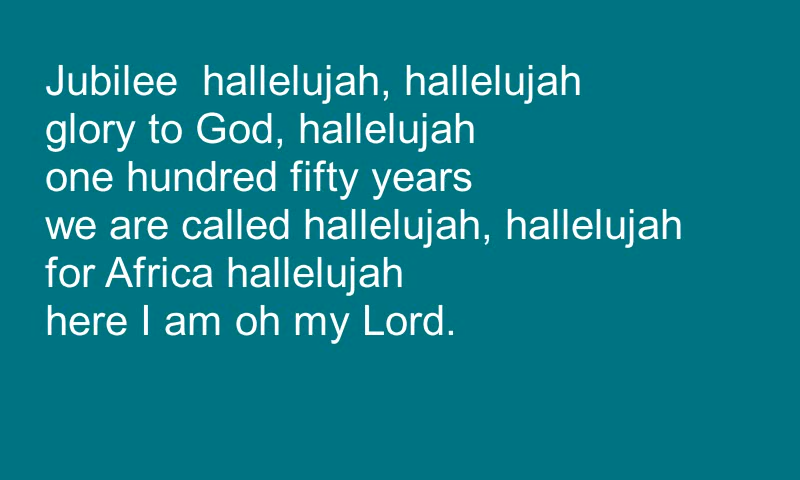 Jubilee  hallelujah, hallelujah
glory to God, hallelujah
one hundred fifty years
we are called hallelujah, hallelujah
for Africa hallelujah
here I am oh my Lord.